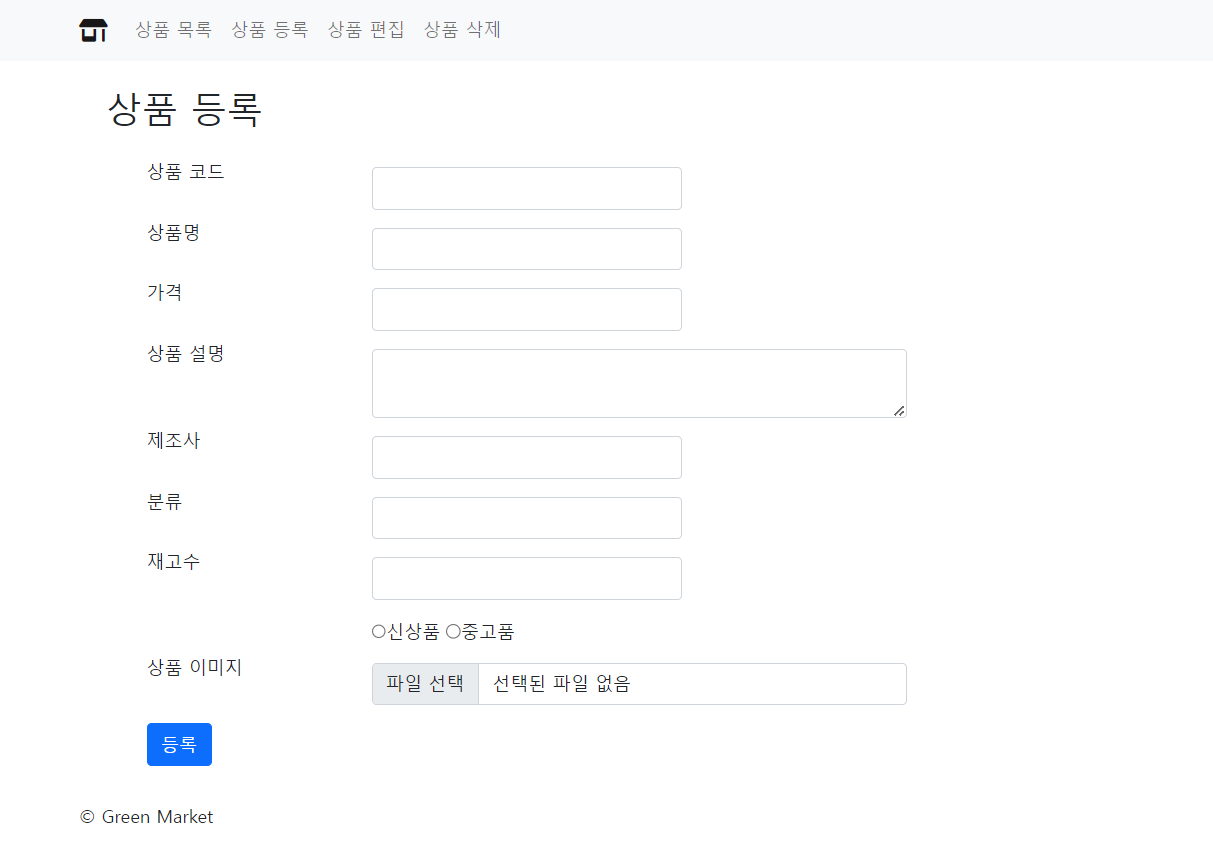 상품 목록 상품 등록 상품 편집 상품 삭제
상품 등록
상품 코드
상품명
가격
상품 설명
제조사
분류
재고수
신상품 중고품
상품 이미지 파일 선택 선택된 파일 없음
등록
© Green Market